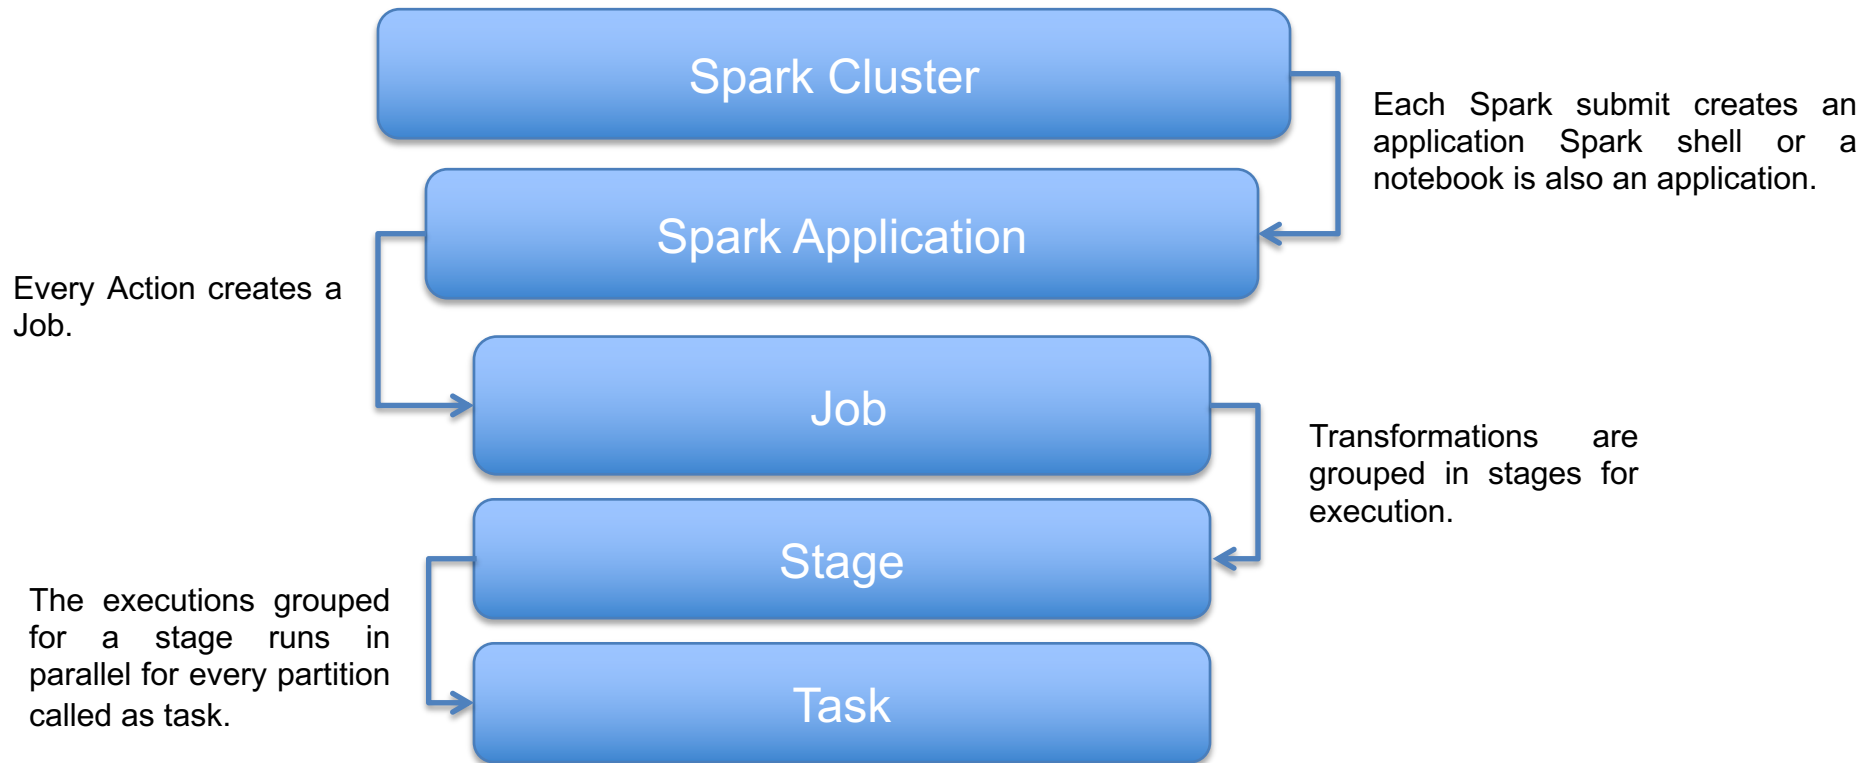 Spark Cluster
Each Spark submit creates an
application Spark shell or a
notebook is also an application.
Spark Application
Every Action creates a
Job.
Job
Transformations are
grouped in stages for
execution.
Stage
The executions grouped
for a stage runs in
parallel for every partition
called as task.
Task